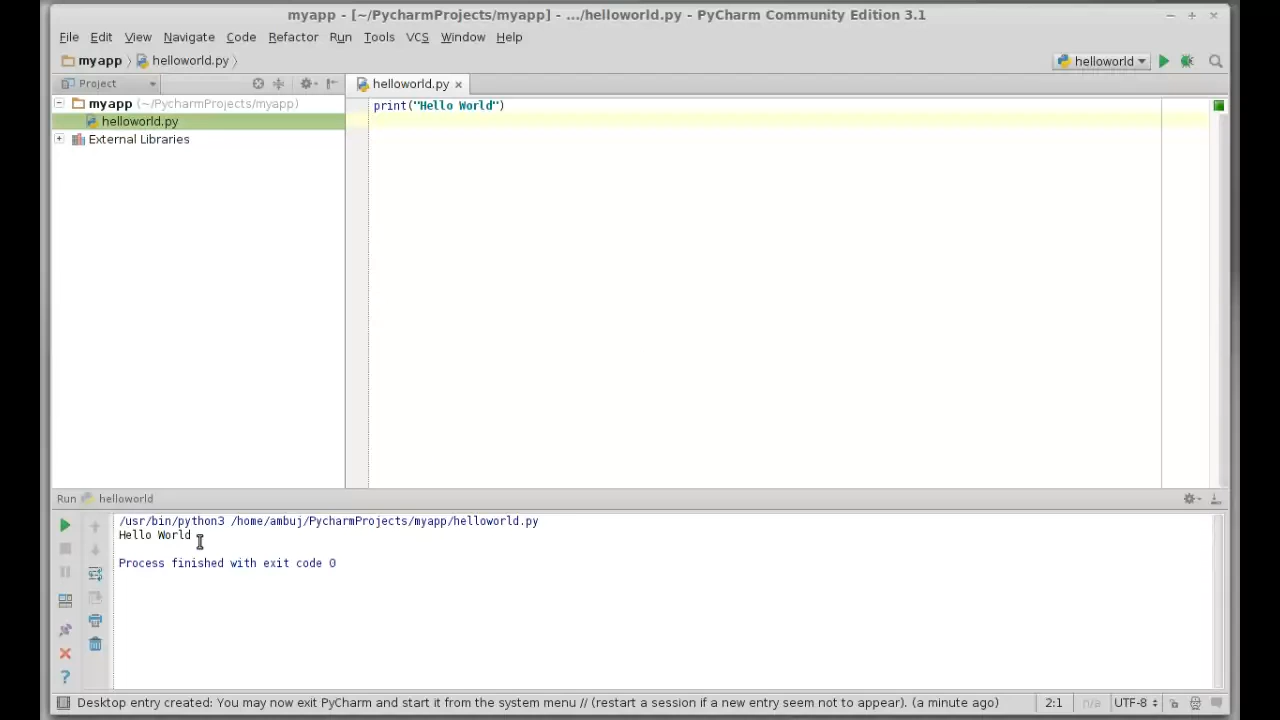 myapp - [~/PycharmProjects/myapp] - .../helloworld.py - PyCharm Community Edition 3.1
File Edit View Navigate Code Refactor Run Tools VCS Window Help
myapp helloworld.py helloworld
Project helloworld.py
myapp (~/PycharmProjects/myapp) print("Hello World")
helloworld.py
External Libraries
Run helloworld
/usr/bin/python3 /home/ambuj/PycharmProjects/myapp/helloworld.py
Hello World
Process finished with exit code 0
?
Desktop entry created: You may now exit PyCharm and start it from the system menu // (restart a session if a new entry seem not to appear). (a minute ago) 2:1 n/a UTF-8